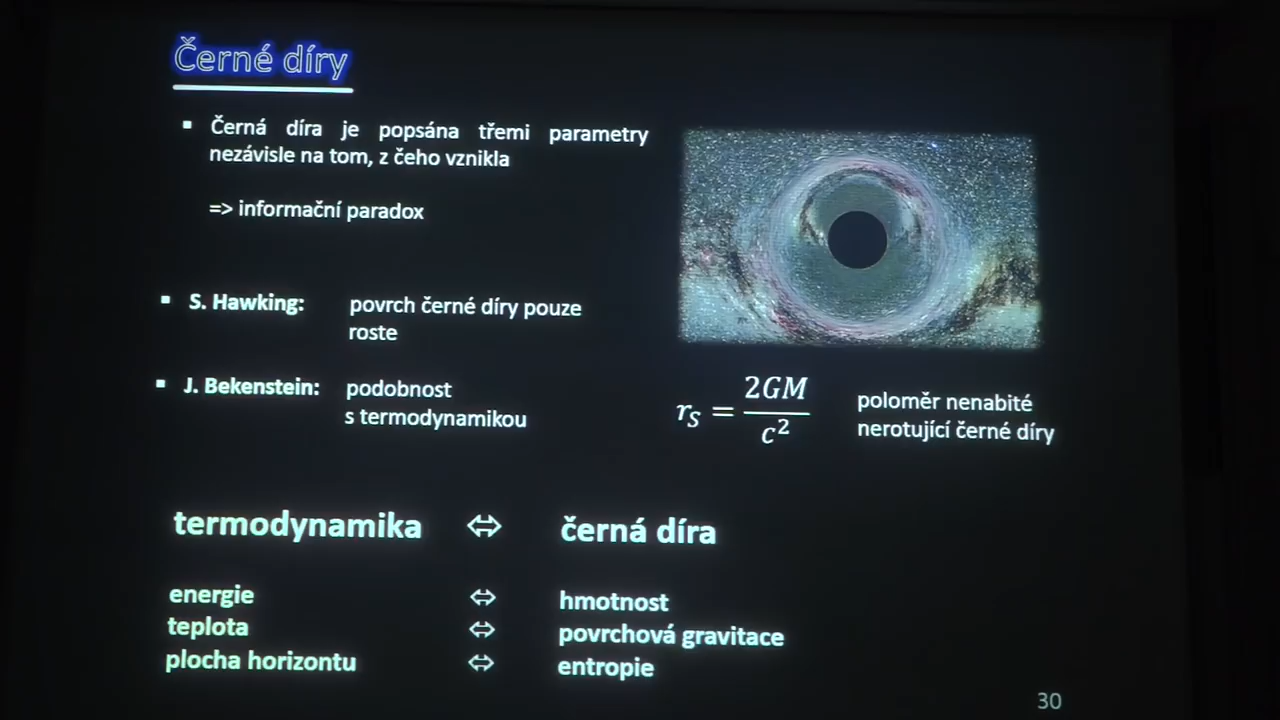 Černé díry
▪ Černá díra je popsána třemi parametry
nezávisle na tom, z čeho vznikla
=> informační paradox
▪ S. Hawking: povrch černé díry pouze
roste
▪ J. Bekenstein: podobnost
s termodynamikou
r_S = 2GM / c²
poloměr nenabité
nerotující černé díry
termodynamika ⇔ černá díra
energie ⇔ hmotnost
teplota ⇔ povrchová gravitace
plocha horizontu ⇔ entropie
30